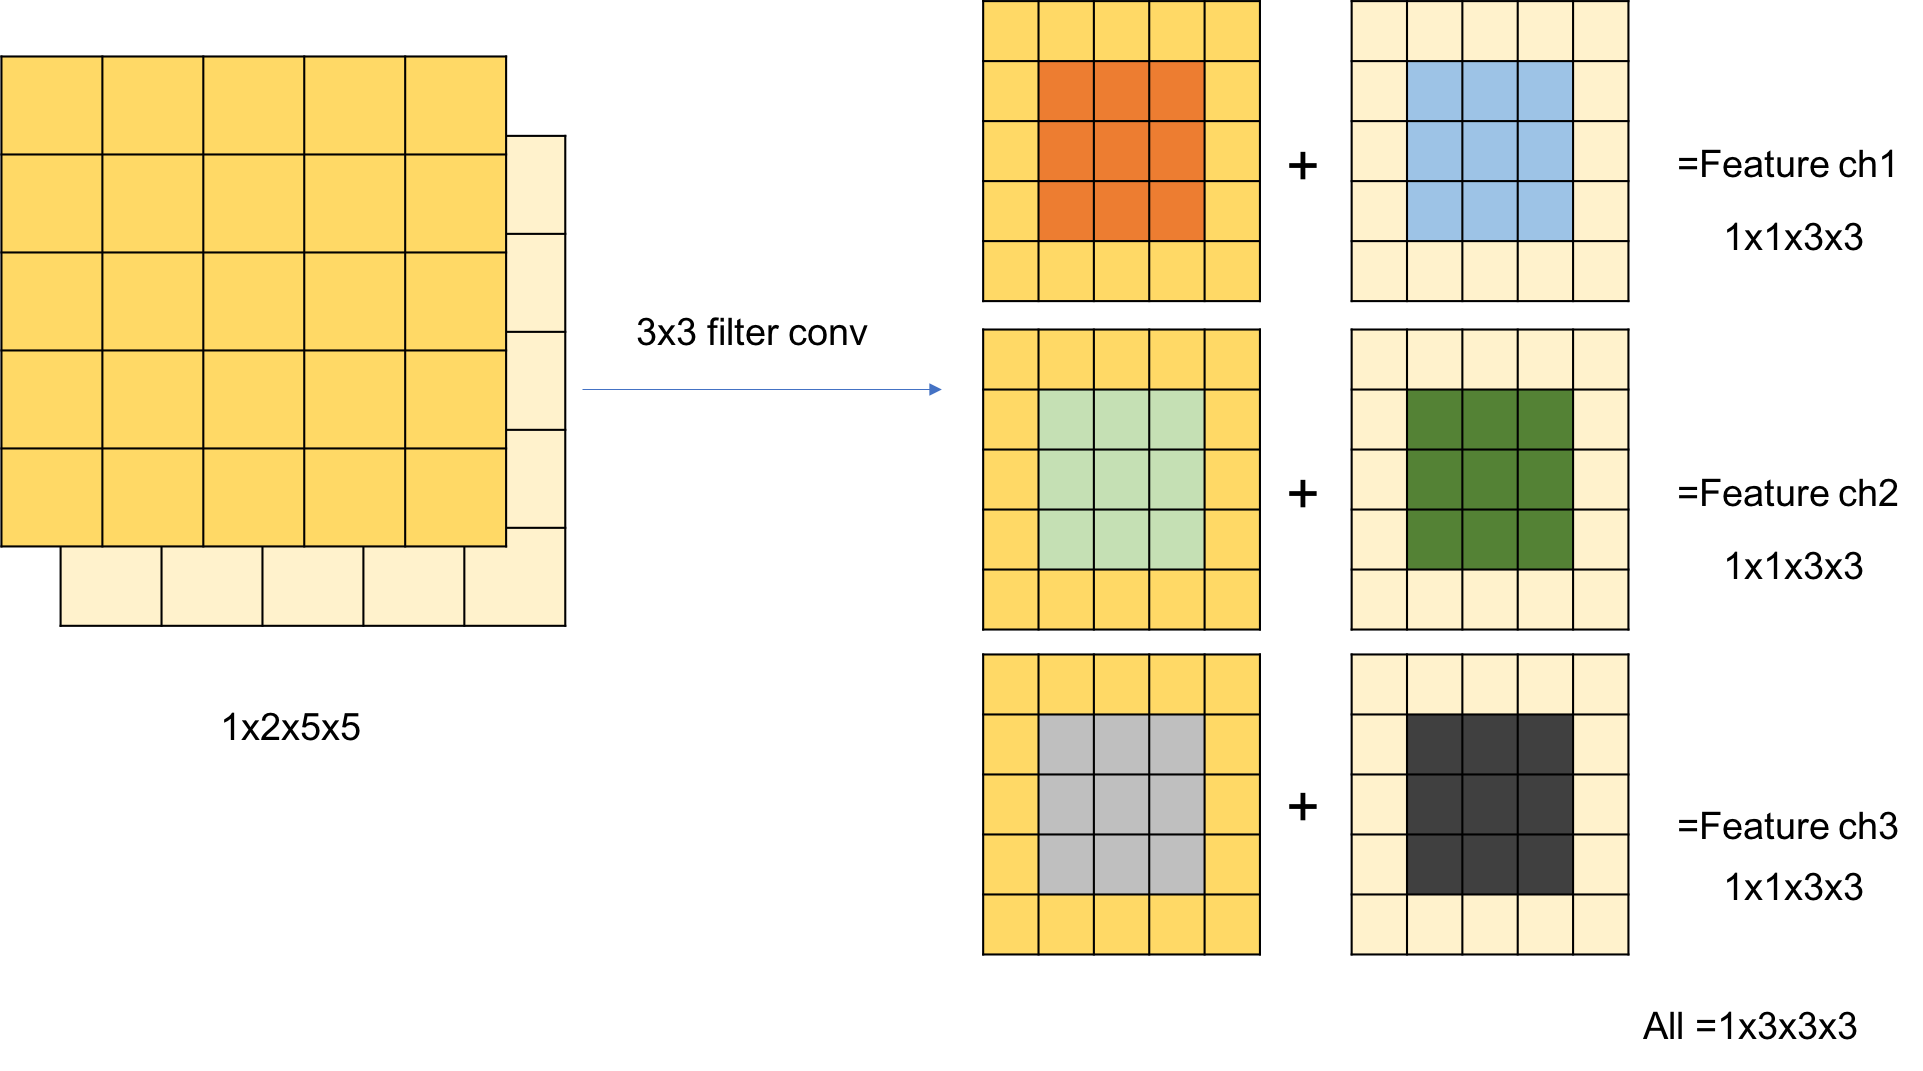 1x2x5x5
3x3 filter conv
+
=Feature ch1
1x1x3x3
+
=Feature ch2
1x1x3x3
+
=Feature ch3
1x1x3x3
All =1x3x3x3